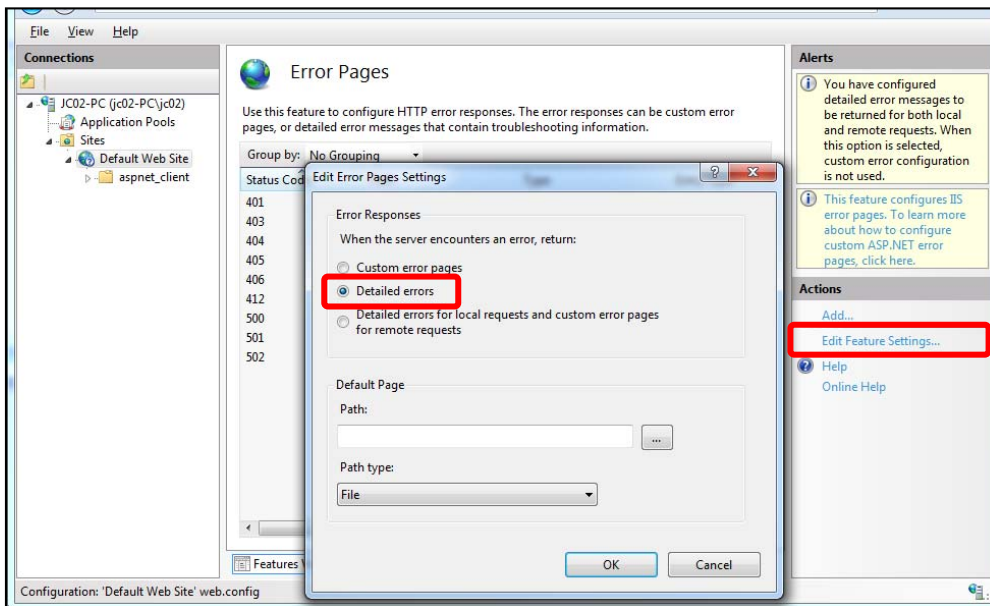 File View Help
Connections
JC02-PC (jc02-PC\jc02)
Application Pools
Sites
Default Web Site
aspnet_client
Error Pages
Use this feature to configure HTTP error responses. The error responses can be custom error
pages, or detailed error messages that contain troubleshooting information.
Group by: No Grouping
Status Cod
401
403
404
405
406
412
500
501
502
Features
Edit Error Pages Settings
Error Responses
When the server encounters an error, return:
Custom error pages
Detailed errors
Detailed errors for local requests and custom error pages
for remote requests
Default Page
Path:
...
Path type:
File
OK Cancel
Alerts
You have configured
detailed error messages to
be returned for both local
and remote requests. When
this option is selected,
custom error configuration
is not used.
This feature configures IIS
error pages. To learn more
about how to configure
custom ASP.NET error
pages, click here.
Actions
Add...
Edit Feature Settings...
Help
Online Help
Configuration: 'Default Web Site' web.config